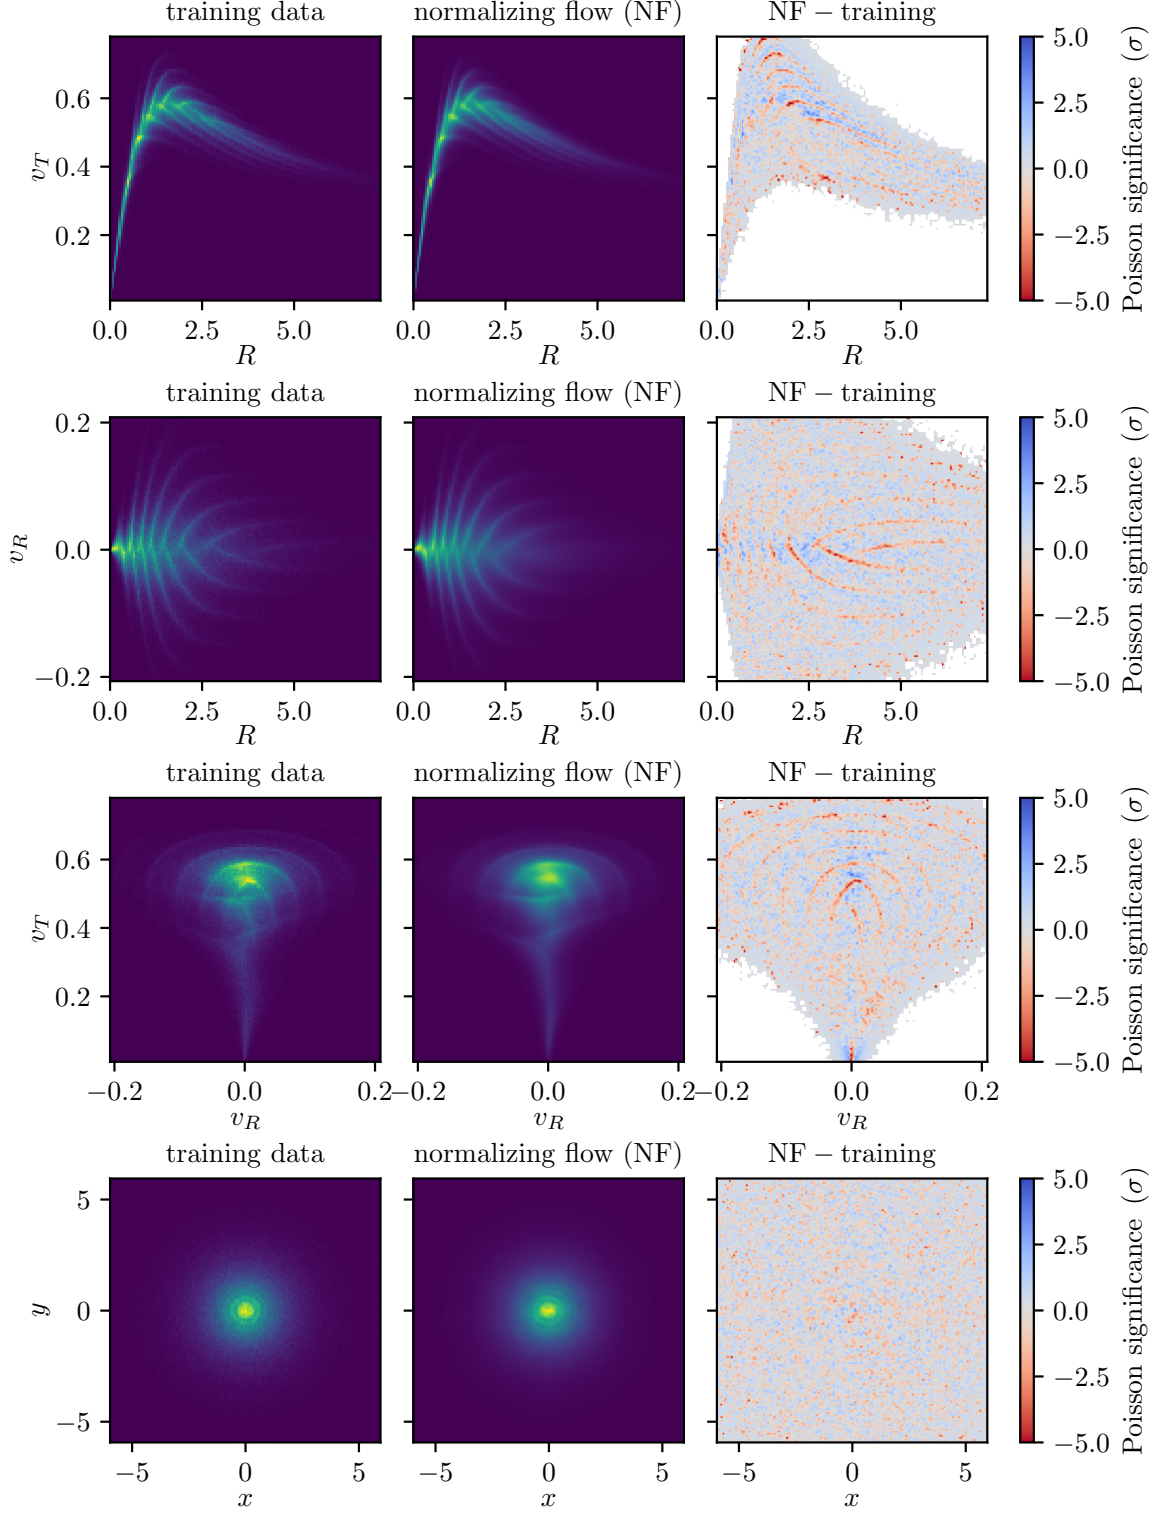 training data normalizing flow (NF) NF − training
v_T
0.6
0.4
0.2
0.0 2.5 5.0 0.0 2.5 5.0 0.0 2.5 5.0
R R R
5.0
2.5
0.0
−2.5
−5.0
Poisson significance (σ)
training data normalizing flow (NF) NF − training
v_R
0.2
0.0
−0.2
0.0 2.5 5.0 0.0 2.5 5.0 0.0 2.5 5.0
R R R
5.0
2.5
0.0
−2.5
−5.0
Poisson significance (σ)
training data normalizing flow (NF) NF − training
v_T
0.6
0.4
0.2
−0.2 0.0 0.2 −0.2 0.0 0.2 −0.2 0.0 0.2
v_R v_R v_R
5.0
2.5
0.0
−2.5
−5.0
Poisson significance (σ)
training data normalizing flow (NF) NF − training
y
5
0
−5
−5 0 5 −5 0 5 −5 0 5
x x x
5.0
2.5
0.0
−2.5
−5.0
Poisson significance (σ)